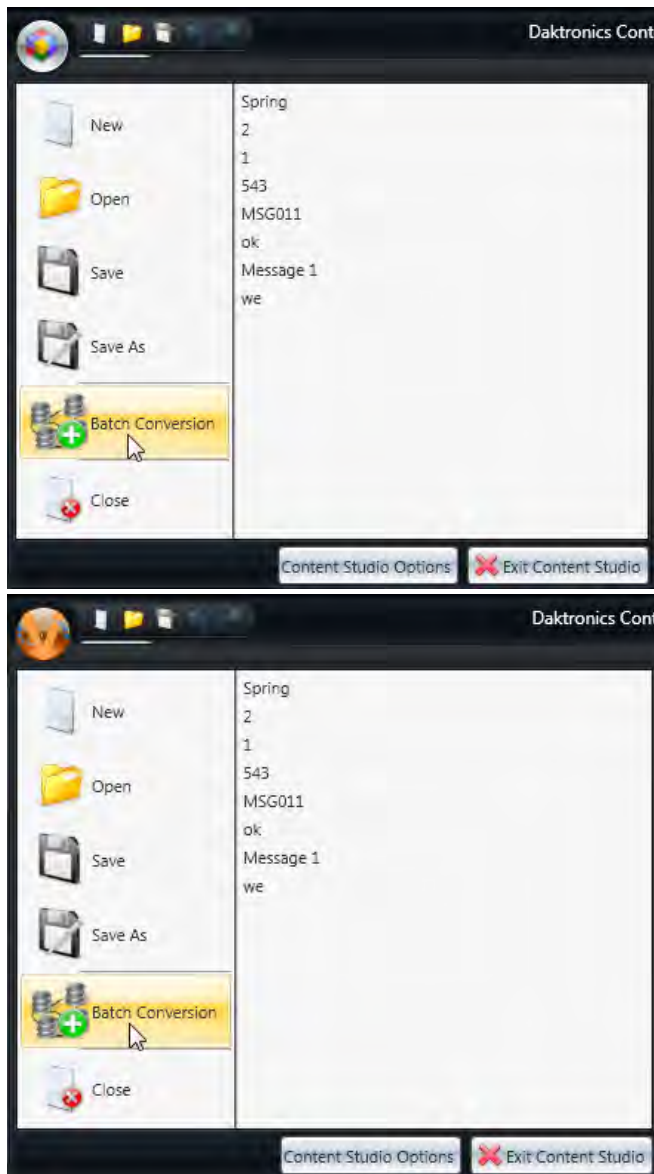 Daktronics Cont
New
Open
Save
Save As
Batch Conversion
Close
Spring
2
1
543
MSG011
ok
Message 1
we
Content Studio Options
Exit Content Studio
Daktronics Cont
New
Open
Save
Save As
Batch Conversion
Close
Spring
2
1
543
MSG011
ok
Message 1
we
Content Studio Options
Exit Content Studio